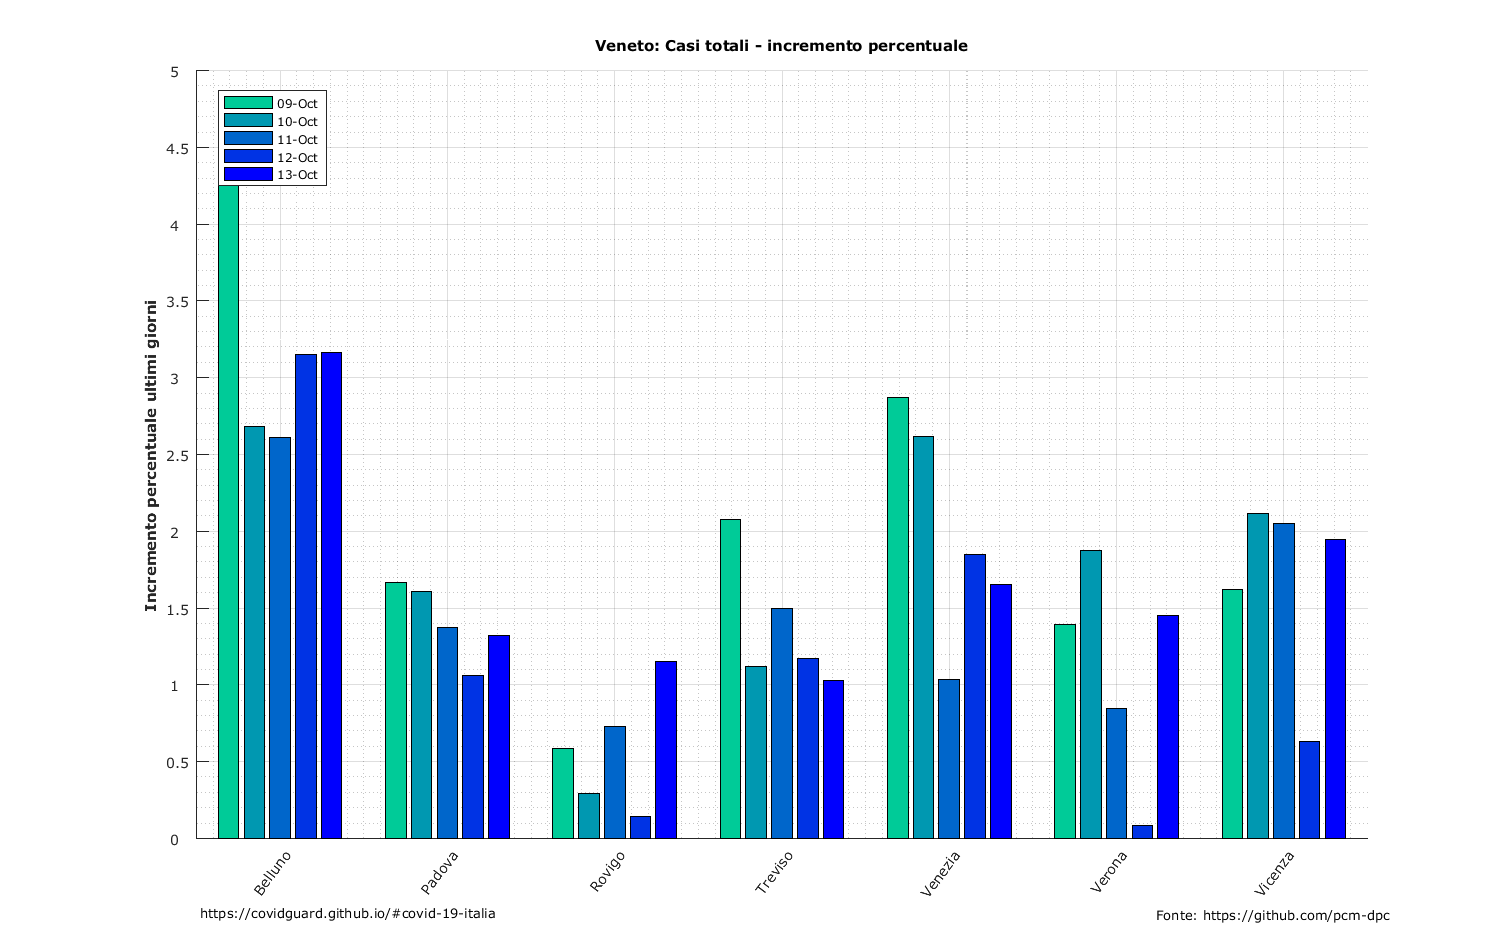 Veneto: Casi totali - incremento percentuale
5
4.5
4
3.5
3
2.5
2
1.5
1
0.5
0
Incremento percentuale ultimi giorni
09-Oct
10-Oct
11-Oct
12-Oct
13-Oct
Belluno
Padova
Rovigo
Treviso
Venezia
Verona
Vicenza
https://covidguard.github.io/#covid-19-italia
Fonte: https://github.com/pcm-dpc